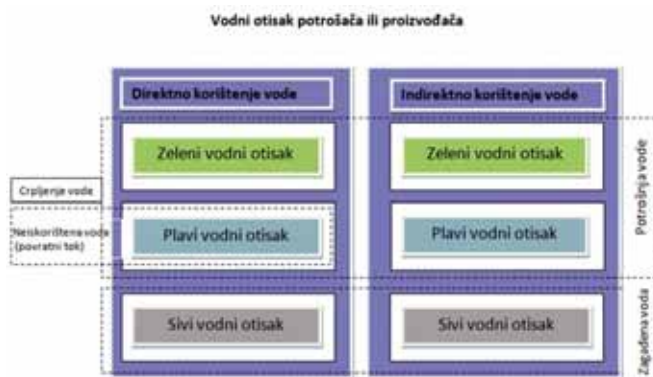 Vodni otisak potrošača ili proizvođača
Direktno korištenje vode
Indirektno korištenje vode
Zeleni vodni otisak
Zeleni vodni otisak
Crpljenje vode
Neiskorištena voda
(povratni tok)
Plavi vodni otisak
Plavi vodni otisak
Potrošnja vode
Sivi vodni otisak
Sivi vodni otisak
Zagađena voda